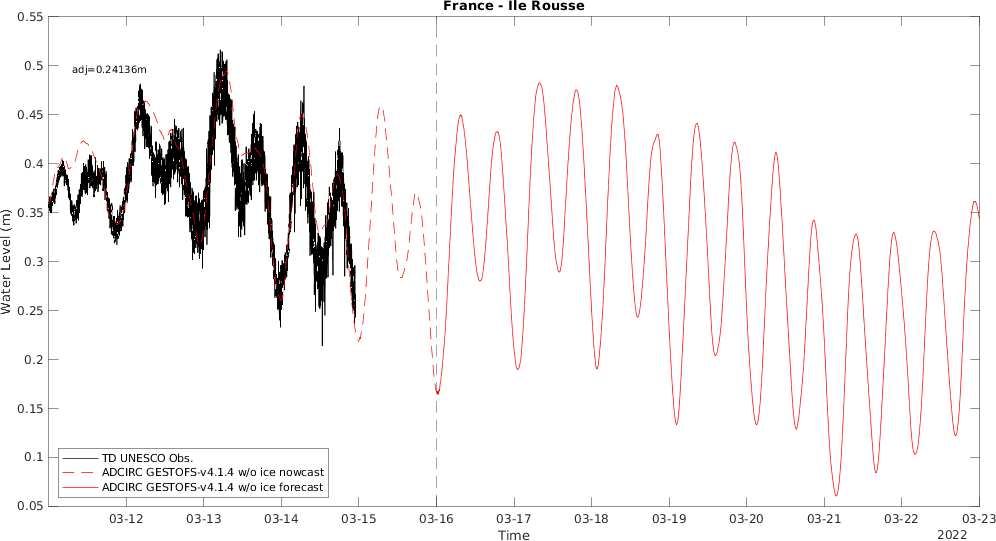 France - Ile Rousse
0.55
0.5
0.45
0.4
0.35
0.3
0.25
0.2
0.15
0.1
0.05
Water Level (m)
adj=0.24136m
TD UNESCO Obs.
ADCIRC GESTOFS-v4.1.4 w/o ice nowcast
ADCIRC GESTOFS-v4.1.4 w/o ice forecast
03-12 03-13 03-14 03-15 03-16 03-17 03-18 03-19 03-20 03-21 03-22 03-23
Time
2022